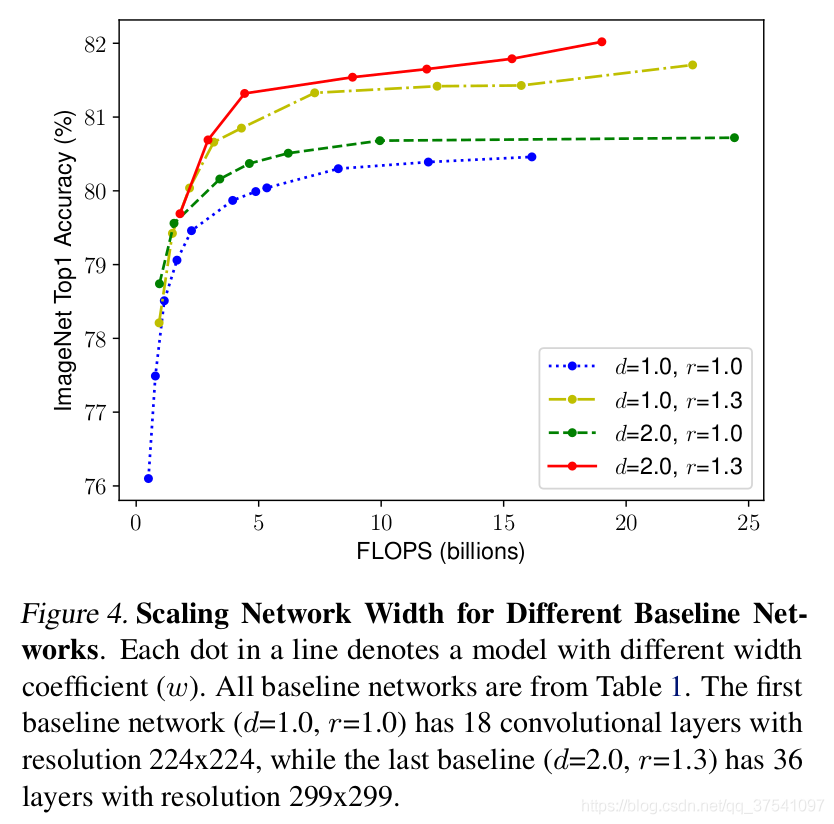 82
81
80
79
78
77
76
ImageNet Top1 Accuracy (%)
d=1.0, r=1.0
d=1.0, r=1.3
d=2.0, r=1.0
d=2.0, r=1.3
0 5 10 15 20 25
FLOPS (billions)
Figure 4. Scaling Network Width for Different Baseline Net-
works. Each dot in a line denotes a model with different width
coefficient (w). All baseline networks are from Table 1. The first
baseline network (d=1.0, r=1.0) has 18 convolutional layers with
resolution 224x224, while the last baseline (d=2.0, r=1.3) has 36
layers with resolution 299x299.
https://blog.csdn.net/qq_37541097